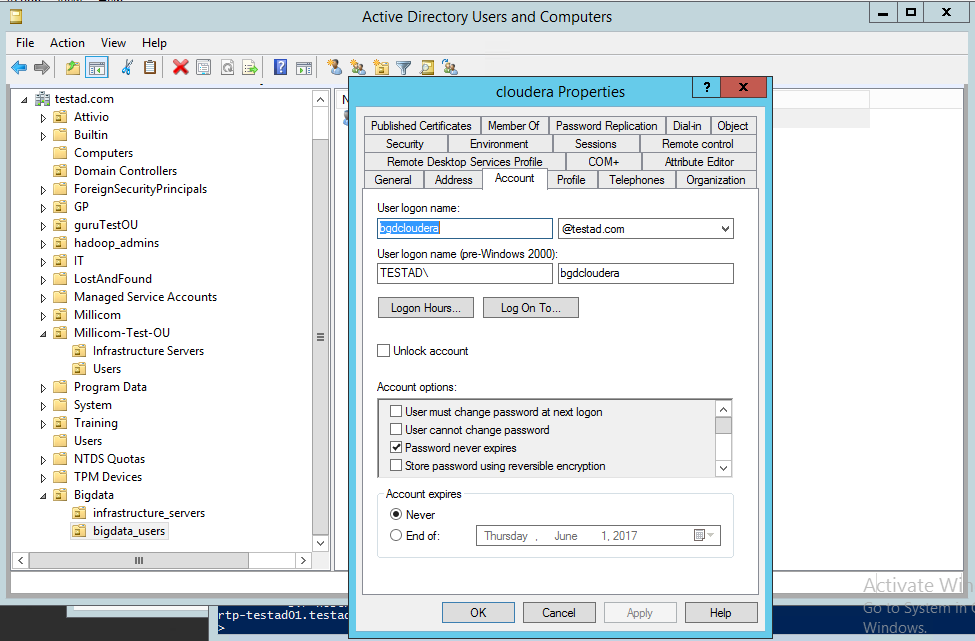 Active Directory Users and Computers
File Action View Help
testad.com
Attivio
Builtin
Computers
Domain Controllers
ForeignSecurityPrincipals
GP
guruTestOU
hadoop_admins
IT
LostAndFound
Managed Service Accounts
Millicom
Millicom-Test-OU
Infrastructure Servers
Users
Program Data
System
Training
Users
NTDS Quotas
TPM Devices
Bigdata
infrastructure_servers
bigdata_users
cloudera Properties
? X
Published Certificates Member Of Password Replication Dial-in Object
Security Environment Sessions Remote control
Remote Desktop Services Profile COM+ Attribute Editor
General Address Account Profile Telephones Organization
User logon name:
bgdcloudera @testad.com
User logon name (pre-Windows 2000):
TESTAD\ bgdcloudera
Logon Hours... Log On To...
Unlock account
Account options:
User must change password at next logon
User cannot change password
Password never expires
Store password using reversible encryption
Account expires
Never
End of: Thursday , June 1, 2017
OK Cancel Apply Help
rtp-testad01.testad
>
Activate Win
Go to System in C
Windows.